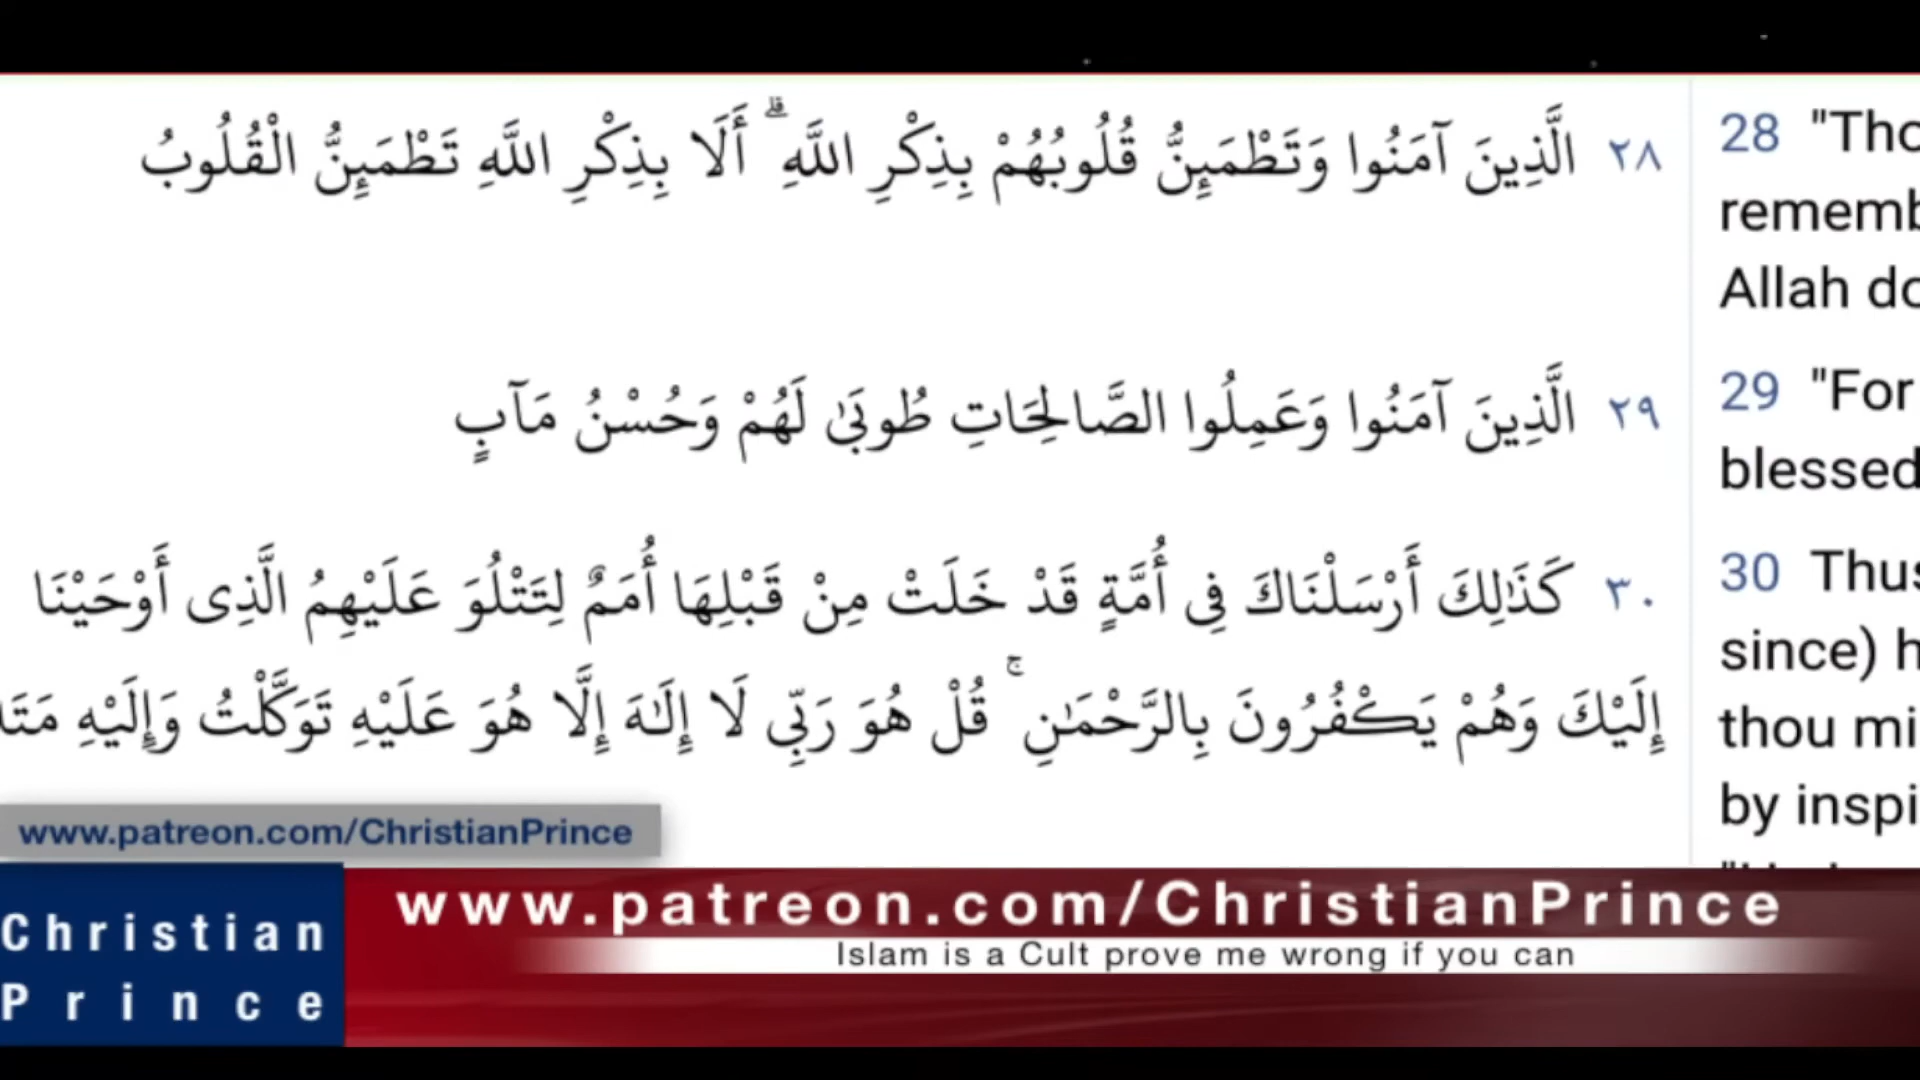 ٢٨ الَّذِينَ آمَنُوا وَتَطْمَئِنُّ قُلُوبُهُمْ بِذِكْرِ اللَّهِ ۗ أَلَا بِذِكْرِ اللَّهِ تَطْمَئِنُّ الْقُلُوبُ
٢٩ الَّذِينَ آمَنُوا وَعَمِلُوا الصَّالِحَاتِ طُوبَىٰ لَهُمْ وَحُسْنُ مَآبٍ
٣٠ كَذَٰلِكَ أَرْسَلْنَاكَ فِى أُمَّةٍ قَدْ خَلَتْ مِنْ قَبْلِهَا أُمَمٌ لِتَتْلُوَ عَلَيْهِمُ الَّذِى أَوْحَيْنَا
إِلَيْكَ وَهُمْ يَكْفُرُونَ بِالرَّحْمَٰنِ ۚ قُلْ هُوَ رَبِّى لَا إِلَٰهَ إِلَّا هُوَ عَلَيْهِ تَوَكَّلْتُ وَإِلَيْهِ مَتَا
28 "Tho
rememb
Allah do
29 "For
blessed
30 Thus
since) h
thou mi
by inspi
www.patreon.com/ChristianPrince
Christian
Prince
www.patreon.com/ChristianPrince
Islam is a Cult prove me wrong if you can